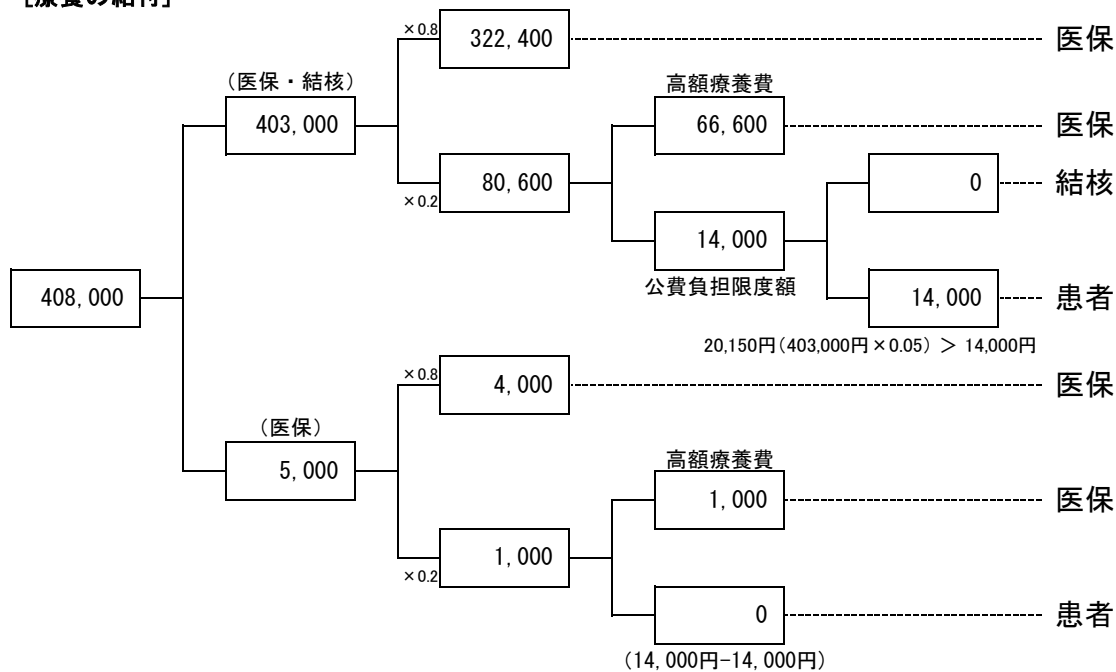 [療養の給付]
×0.8 322,400 医保
(医保・結核) 高額療養費
403,000 66,600 医保
×0.2 80,600 0 結核
14,000
408,000 公費負担限度額 14,000 患者
20,150円(403,000円×0.05) > 14,000円
×0.8 4,000 医保
(医保) 高額療養費
5,000 1,000 医保
×0.2 1,000
0 患者
(14,000円-14,000円)